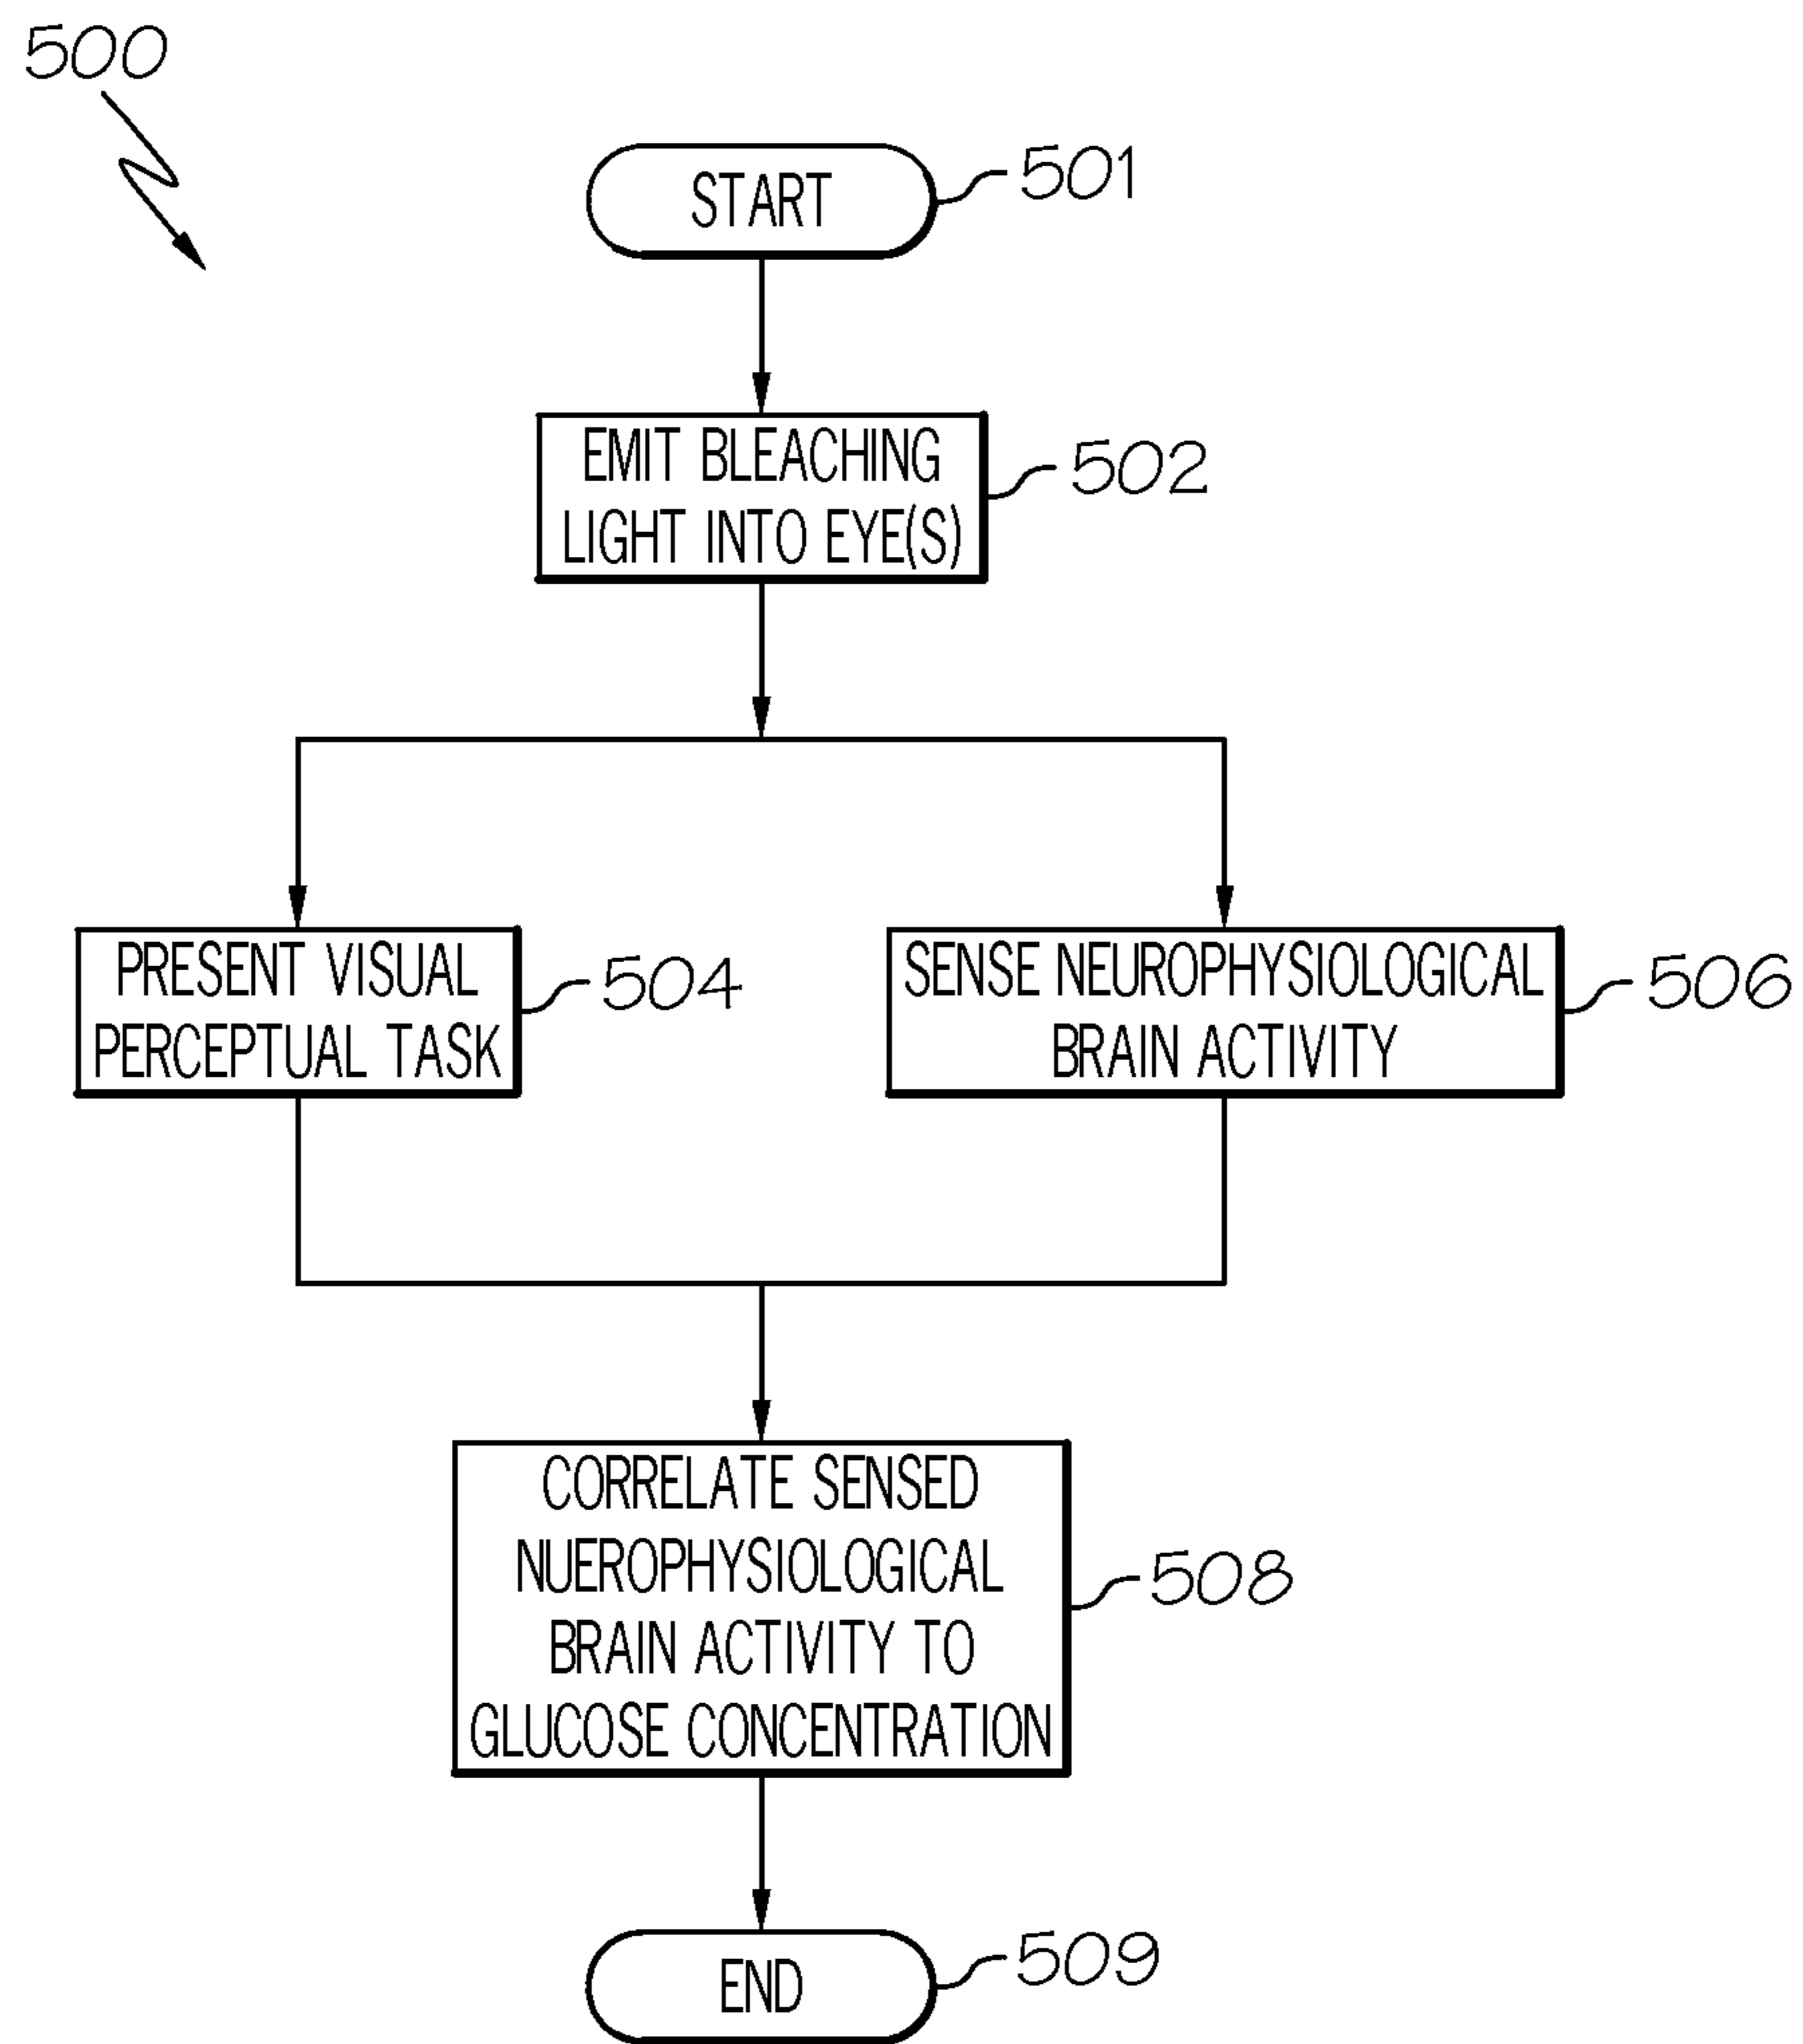 500
START
501
EMIT BLEACHING
LIGHT INTO EYE(S)
502
PRESENT VISUAL
PERCEPTUAL TASK
504
SENSE NEUROPHYSIOLOGICAL
BRAIN ACTIVITY
506
CORRELATE SENSED
NUEROPHYSIOLOGICAL
BRAIN ACTIVITY TO
GLUCOSE CONCENTRATION
508
END
509